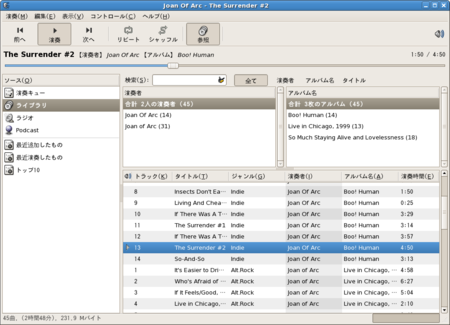 Joan Of Arc - The Surrender #2
演奏(M) 編集(E) 表示(V) コントロール(C) ヘルプ(H)
前へ 演奏 次へ リピート シャッフル 参照
The Surrender #2 【演奏者】 Joan Of Arc 【アルバム】 Boo! Human 1:50 / 4:50
ソース(O) 検索(S): 全て 演奏者 アルバム名 タイトル
演奏キュー
ライブラリ
ラジオ
Podcast
最近追加したもの
最近演奏したもの
トップ10
演奏者
合計 2人の演奏者 (45)
Joan Of Arc (14)
Joan of Arc (31)
アルバム名
合計 3枚のアルバム (45)
Boo! Human (14)
Live in Chicago, 1999 (13)
So Much Staying Alive and Lovelessness (18)
トラック(K) タイトル(T) ジャンル(G) 演奏者(I) アルバム名(A) 演奏時間(E)
8 Insects Don't Ea··· Indie Joan Of Arc Boo! Human 1:50
9 Living And Chea··· Indie Joan Of Arc Boo! Human 0:25
10 If There Was A T··· Indie Joan Of Arc Boo! Human 3:29
11 The Surrender #1 Indie Joan Of Arc Boo! Human 3:14
12 If There Was A T··· Indie Joan Of Arc Boo! Human 3:57
13 The Surrender #2 Indie Joan Of Arc Boo! Human 4:50
14 So-And-So Indie Joan Of Arc Boo! Human 3:13
1 It's Easier to Dri··· Alt.Rock Joan of Arc Live in Chicago, ··· 4:58
2 Who's Afraid of ··· Alt.Rock Joan of Arc Live in Chicago, ··· 6:27
3 If It Feels/Good, ··· Alt.Rock Joan of Arc Live in Chicago, ··· 5:04
4 Live in Chicago, ··· Alt.Rock Joan of Arc Live in Chicago, ··· 2:10
45曲、(2時間48分)、231.9 Mバイト